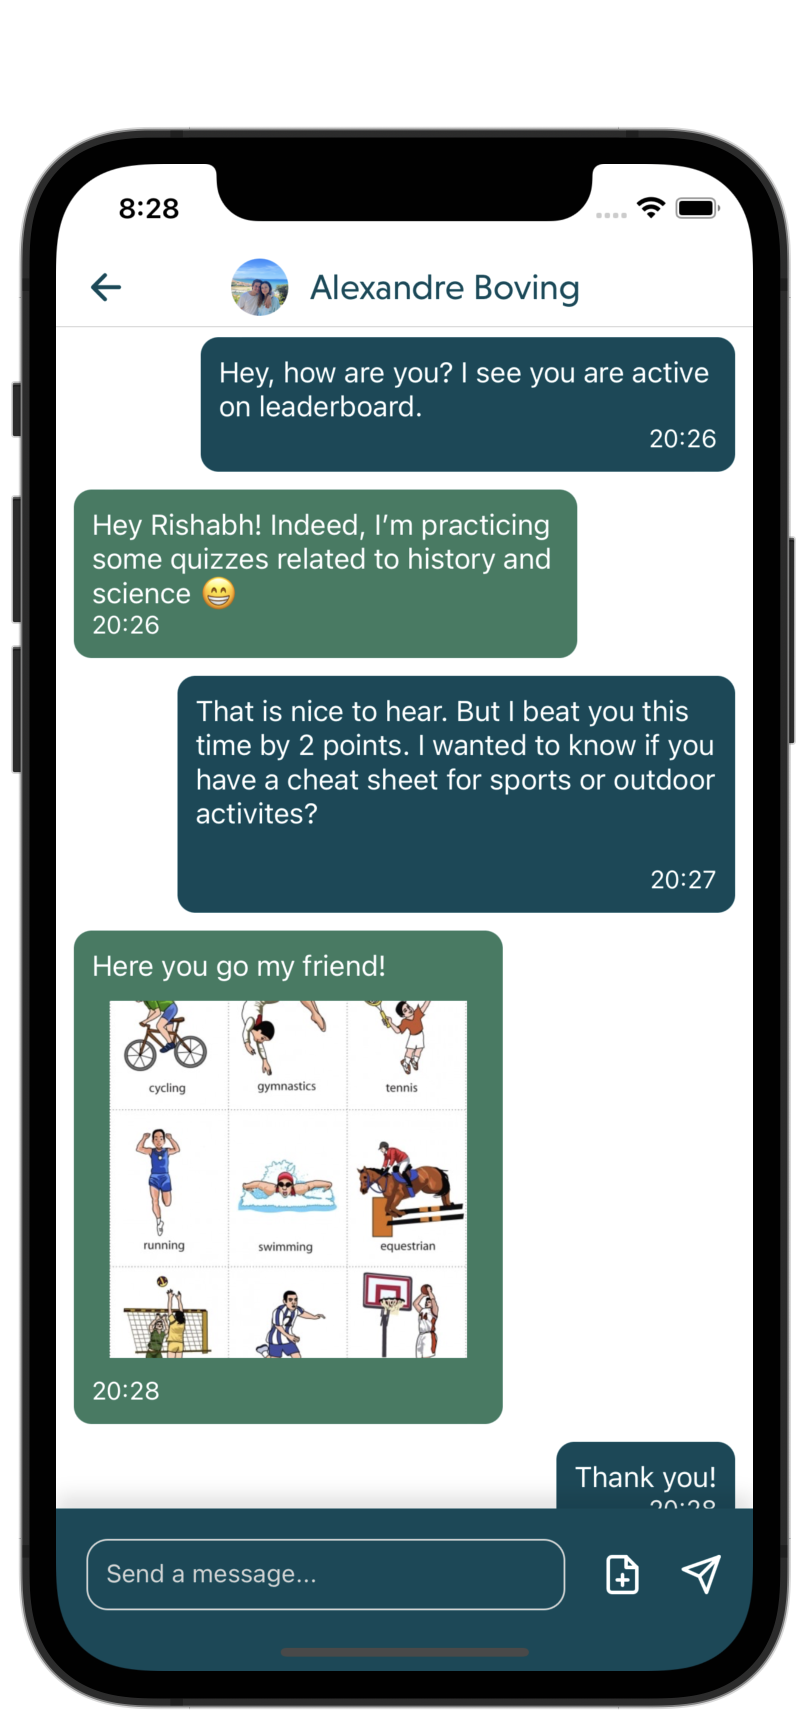 8:28
Alexandre Boving
Hey, how are you? I see you are active
on leaderboard.
20:26
Hey Rishabh! Indeed, I’m practicing
some quizzes related to history and
science 😁
20:26
That is nice to hear. But I beat you this
time by 2 points. I wanted to know if you
have a cheat sheet for sports or outdoor
activites?
20:27
Here you go my friend!
cycling
gymnastics
tennis
running
swimming
equestrian
20:28
Thank you!
20:28
Send a message...